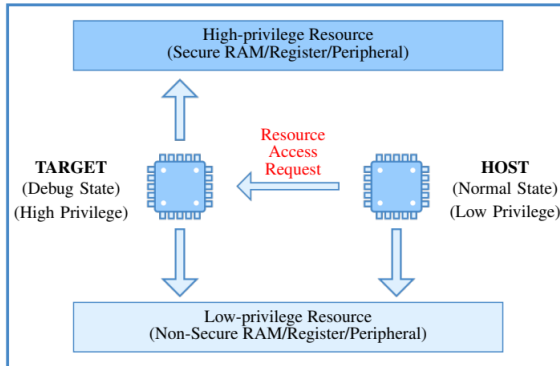 High-privilege Resource
(Secure RAM/Register/Peripheral)
Resource
Access
Request
TARGET
(Debug State)
(High Privilege)
HOST
(Normal State)
(Low Privilege)
Low-privilege Resource
(Non-Secure RAM/Register/Peripheral)